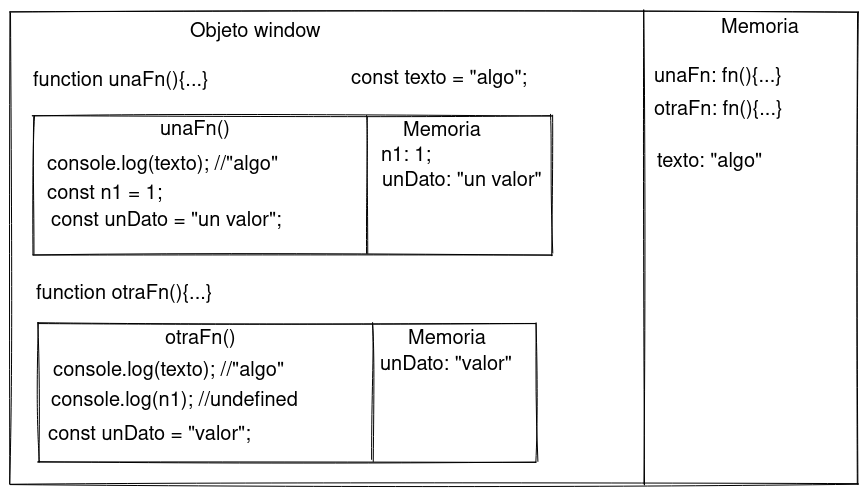 Objeto window
Memoria
function unaFn(){...}
const texto = "algo";
unaFn: fn(){...}
otraFn: fn(){...}
texto: "algo"
unaFn()
console.log(texto); //"algo"
const n1 = 1;
const unDato = "un valor";
Memoria
n1: 1;
unDato: "un valor"
function otraFn(){...}
otraFn()
console.log(texto); //"algo"
console.log(n1); //undefined
const unDato = "valor";
Memoria
unDato: "valor"